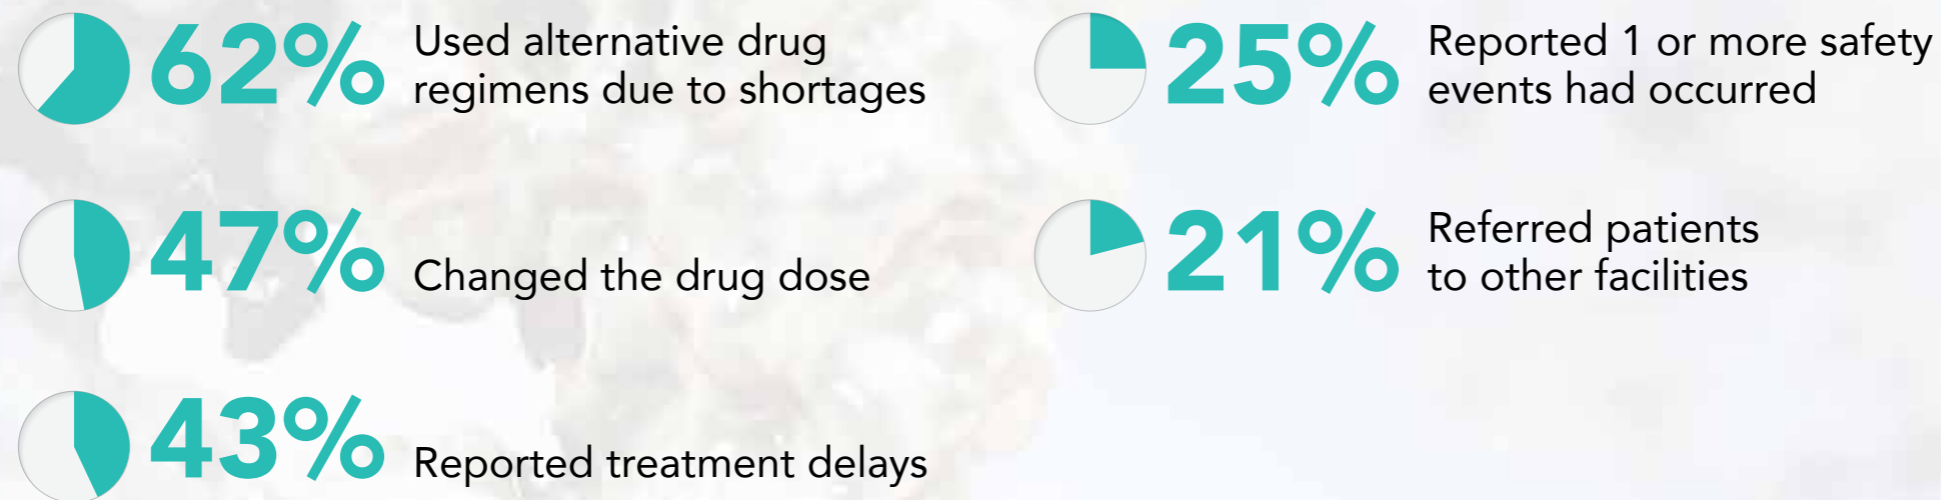 62%
Used alternative drug
regimens due to shortages
47%
Changed the drug dose
43%
Reported treatment delays
25%
Reported 1 or more safety
events had occurred
21%
Referred patients
to other facilities